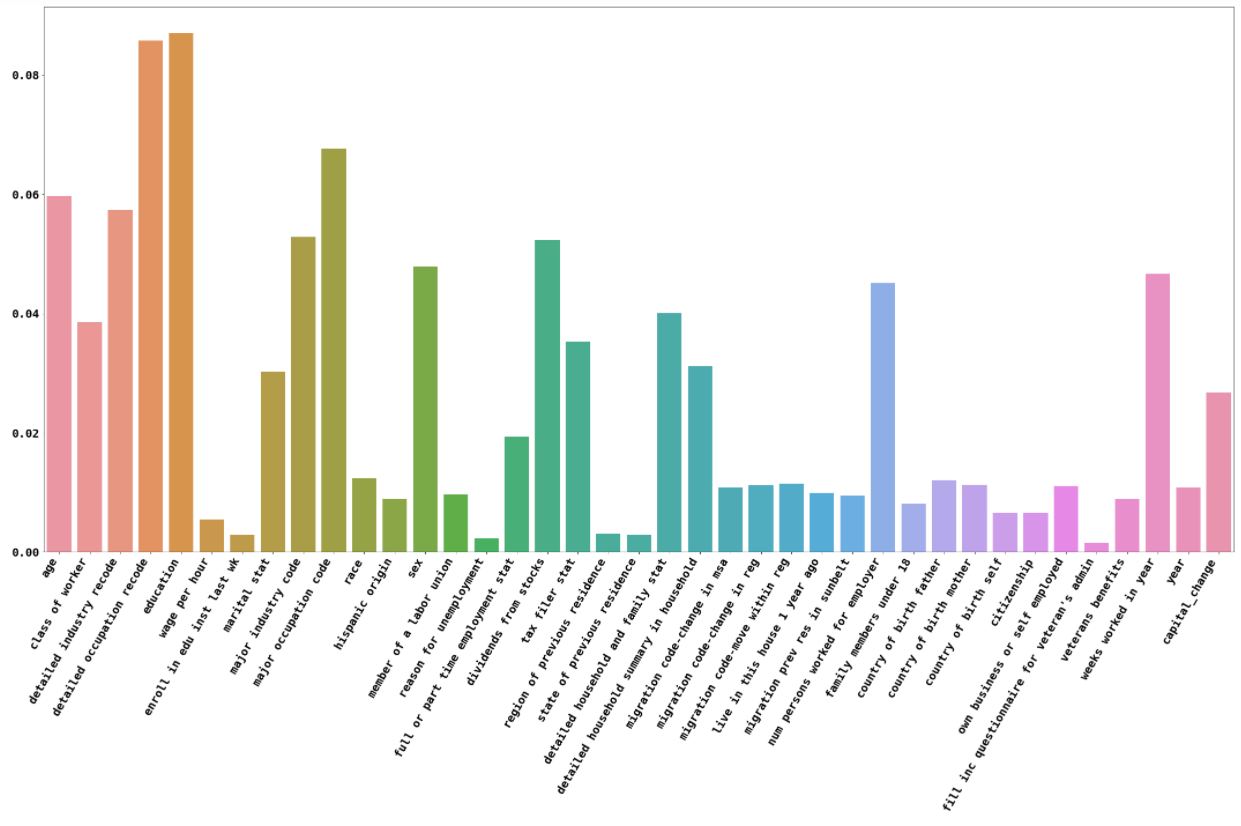 0.08
0.06
0.04
0.02
0.00
age
class of worker
detailed industry recode
detailed occupation recode
education
wage per hour
enroll in edu inst last wk
marital stat
major industry code
major occupation code
race
hispanic origin
sex
member of a labor union
reason for unemployment
full or part time employment stat
dividends from stocks
tax filer stat
region of previous residence
state of previous residence
detailed household and family stat
detailed household summary in household
migration code-change in msa
migration code-change in reg
migration code-move within reg
live in this house 1 year ago
migration prev res in sunbelt
num persons worked for employer
family members under 18
country of birth father
country of birth mother
country of birth self
citizenship
own business or self employed
fill inc questionnaire for veteran's admin
veterans benefits
weeks worked in year
year
capital_change